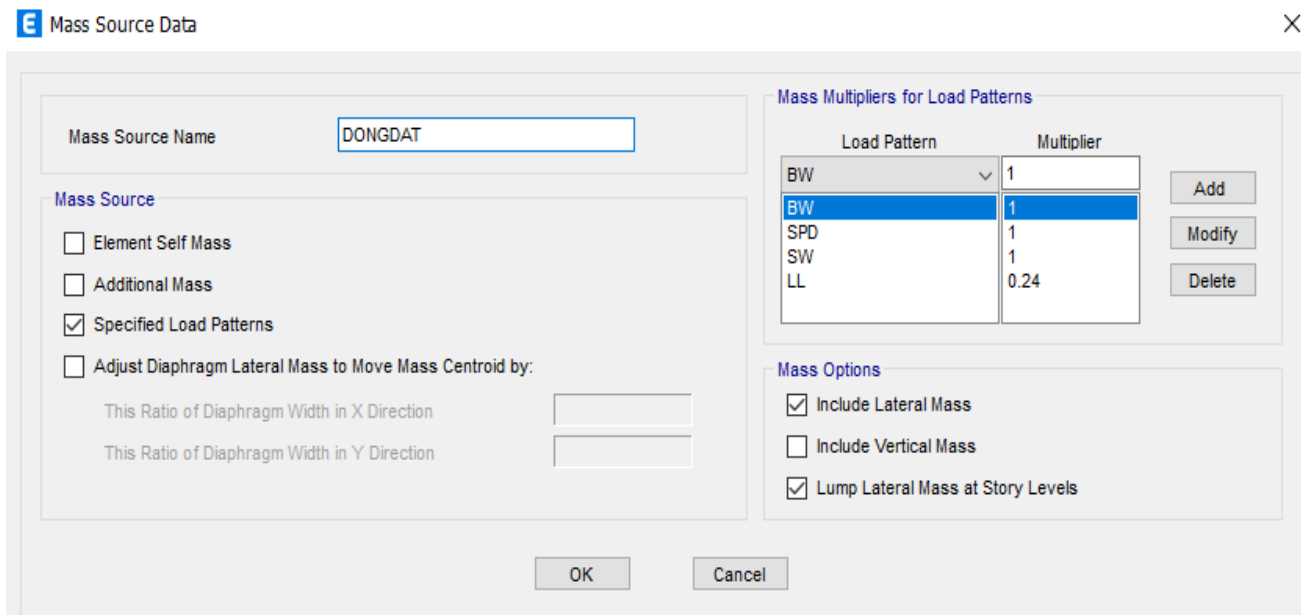 E Mass Source Data
Mass Source Name DONGDAT
Mass Source
Element Self Mass
Additional Mass
Specified Load Patterns
Adjust Diaphragm Lateral Mass to Move Mass Centroid by:
This Ratio of Diaphragm Width in X Direction
This Ratio of Diaphragm Width in Y Direction
Mass Multipliers for Load Patterns
Load Pattern Multiplier
BW 1
BW 1
SPD 1
SW 1
LL 0.24
Add
Modify
Delete
Mass Options
Include Lateral Mass
Include Vertical Mass
Lump Lateral Mass at Story Levels
OK Cancel